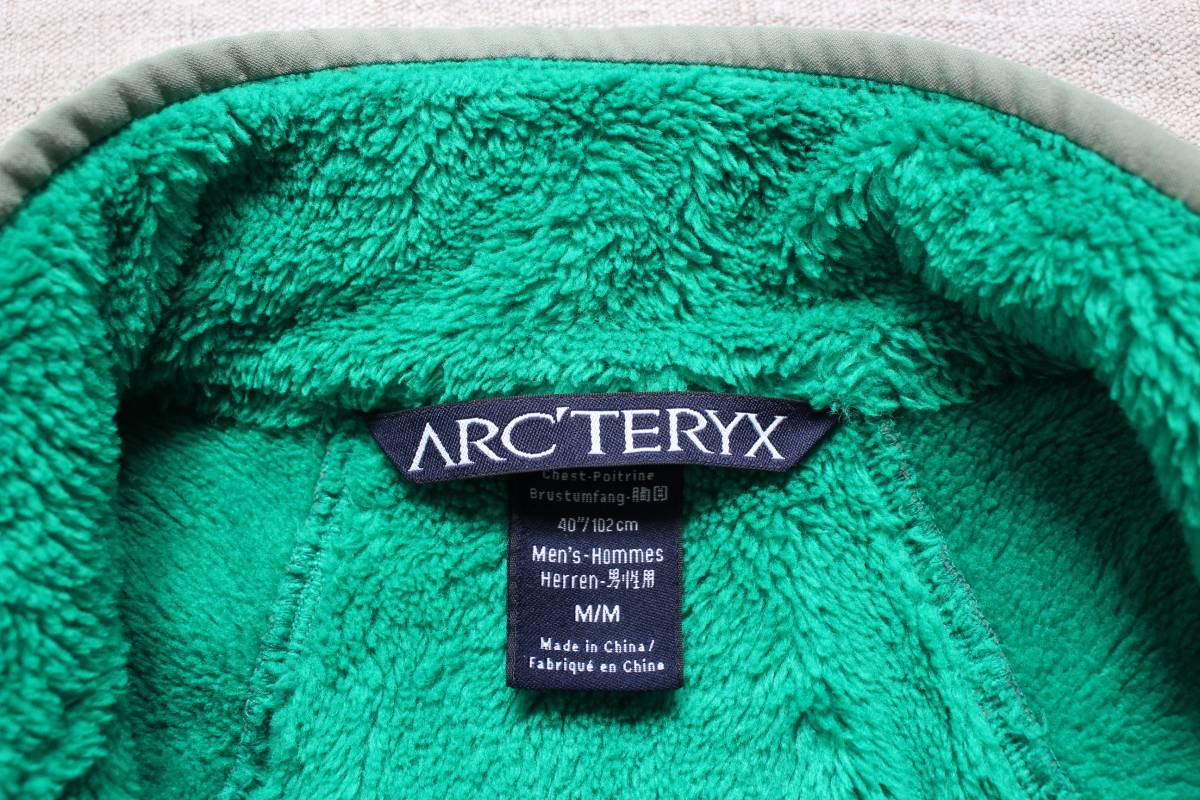 ARC'TERYX
Chest-Poitrine
Brustumfang-胸囲
40"/102cm
Men's-Hommes
Herren-男性用
M/M
Made in China/
Fabriqué en Chine